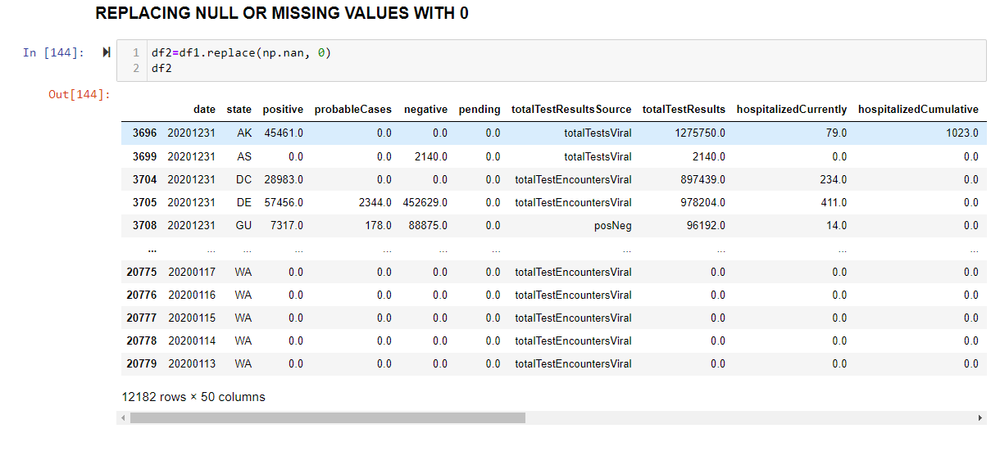 REPLACING NULL OR MISSING VALUES WITH 0
In [144]:
1 df2=df1.replace(np.nan, 0)
2 df2
Out[144]:
date state positive probableCases negative pending totalTestResultsSource totalTestResults hospitalizedCurrently hospitalizedCumulative
3696 20201231 AK 45461.0 0.0 0.0 0.0 totalTestsViral 1275750.0 79.0 1023.0
3699 20201231 AS 0.0 0.0 2140.0 0.0 totalTestsViral 2140.0 0.0 0.0
3704 20201231 DC 28983.0 0.0 0.0 0.0 totalTestEncountersViral 897439.0 234.0 0.0
3705 20201231 DE 57456.0 2344.0 452629.0 0.0 totalTestEncountersViral 978204.0 411.0 0.0
3708 20201231 GU 7317.0 178.0 88875.0 0.0 posNeg 96192.0 14.0 0.0
... ... ... ... ... ... ... ... ... ... ...
20775 20200117 WA 0.0 0.0 0.0 0.0 totalTestEncountersViral 0.0 0.0 0.0
20776 20200116 WA 0.0 0.0 0.0 0.0 totalTestEncountersViral 0.0 0.0 0.0
20777 20200115 WA 0.0 0.0 0.0 0.0 totalTestEncountersViral 0.0 0.0 0.0
20778 20200114 WA 0.0 0.0 0.0 0.0 totalTestEncountersViral 0.0 0.0 0.0
20779 20200113 WA 0.0 0.0 0.0 0.0 totalTestEncountersViral 0.0 0.0 0.0
12182 rows × 50 columns